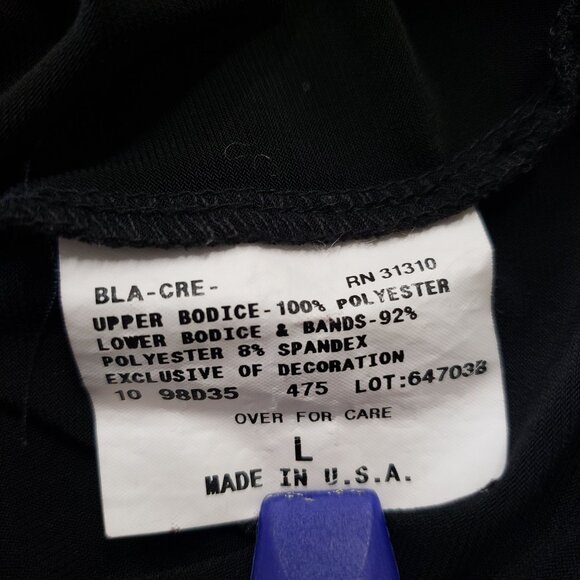 BLA-CRE- RN 31310
UPPER BODICE-100% POLYESTER
LOWER BODICE & BANDS-92%
POLYESTER 8% SPANDEX
EXCLUSIVE OF DECORATION
10 98D35 475 LOT:64703B
OVER FOR CARE
L
MADE IN U.S.A.